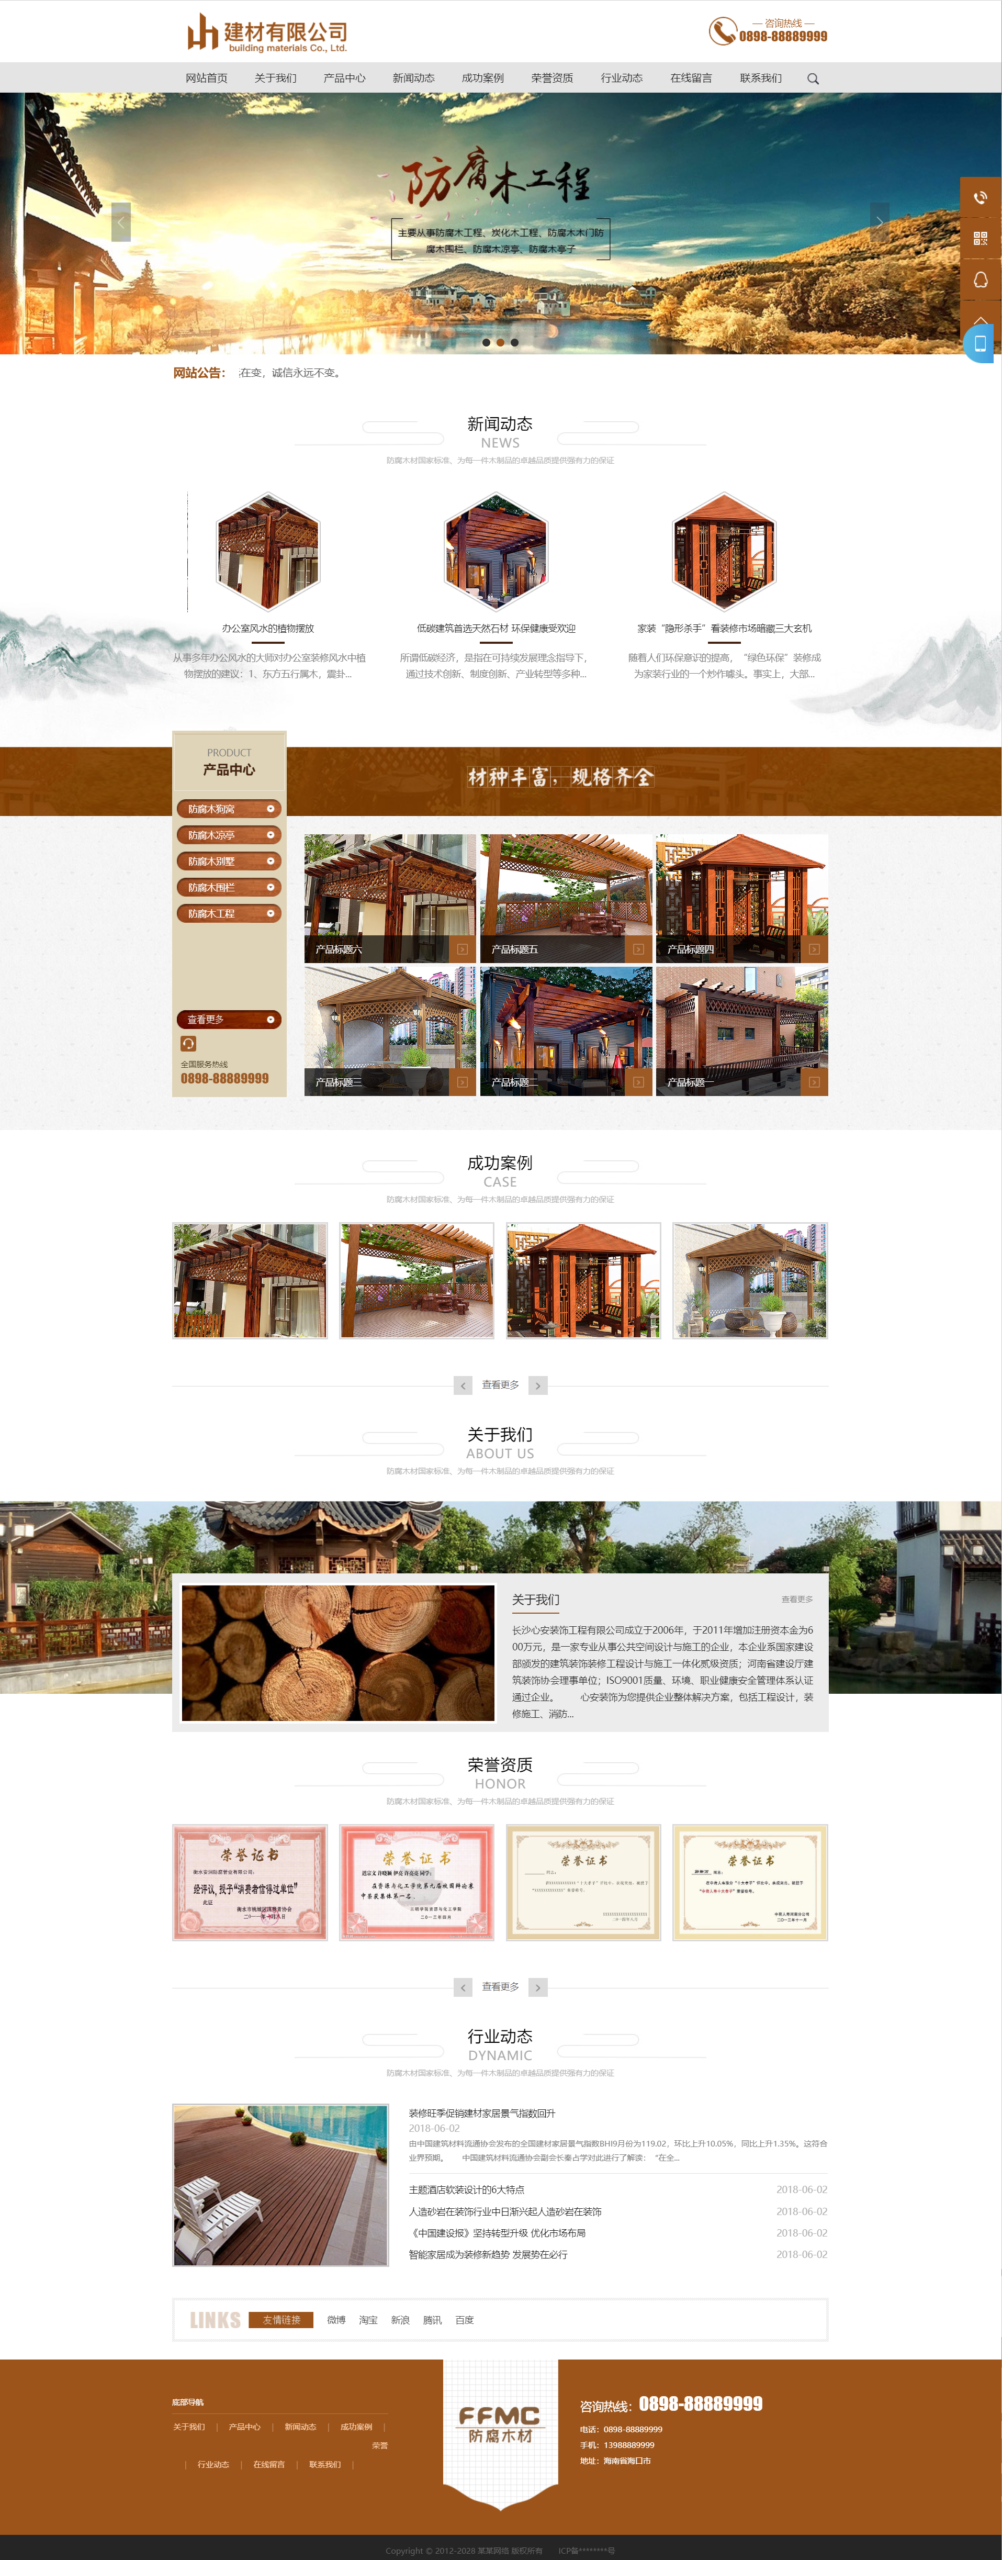 建材有限公司
building materials Co., Ltd.
咨询热线
0898-88889999
网站首页 关于我们 产品中心 新闻动态 成功案例 荣誉资质 行业动态 在线留言 联系我们
防腐木工程
主要从事防腐木工程、炭化木工程、防腐木木门防
腐木围栏、防腐木凉亭、防腐木亭子
网站公告：
在变，诚信永远不变。
新闻动态
NEWS
防腐木材国家标准，为每一件木制品的卓越品质提供强有力的保证
办公室风水的植物摆放
从事多年办公风水的大师对办公室装修风水中植
物摆放的建议：1、东方五行属木，震卦...
低碳建筑首选天然石材 环保健康受欢迎
所谓低碳经济，是指在可持续发展理念指导下，
通过技术创新、制度创新、产业转型等多种...
家装“隐形杀手”看装修市场暗藏三大玄机
随着人们环保意识的提高，“绿色环保”装修成
为家装行业的一个炒作噱头。事实上，大部...
PRODUCT
产品中心
材种丰富，规格齐全
防腐木狗窝
防腐木凉亭
防腐木别墅
防腐木围栏
防腐木工程
查看更多
全国服务热线
0898-88889999
产品标题六
产品标题五
产品标题四
产品标题三
产品标题二
产品标题一
成功案例
CASE
防腐木材国家标准，为每一件木制品的卓越品质提供强有力的保证
查看更多
关于我们
ABOUT US
防腐木材国家标准，为每一件木制品的卓越品质提供强有力的保证
关于我们
查看更多
长沙心安装饰工程有限公司成立于2006年，于2011年增加注册资本金为6
00万元，是一家专业从事公共空间设计与施工的企业，本企业系国家建设
部颁发的建筑装饰装修工程设计与施工一体化贰级资质；河南省建设厅建
筑装饰协会理事单位；ISO9001质量、环境、职业健康安全管理体系认证
通过企业。 心安装饰为您提供企业整体解决方案，包括工程设计，装
修施工、消防...
荣誉资质
HONOR
防腐木材国家标准，为每一件木制品的卓越品质提供强有力的保证
荣誉证书
经评议，授予“消费者信得过单位”
荣誉证书
荣誉证书
荣誉证书
查看更多
行业动态
DYNAMIC
防腐木材国家标准，为每一件木制品的卓越品质提供强有力的保证
装修旺季促销建材家居景气指数回升
2018-06-02
由中国建筑材料流通协会发布的全国建材家居景气指数BHI9月份为119.02，环比上升10.05%，同比上升1.35%。这符合
业界预期。 中国建筑材料流通协会副会长秦占学对此进行了解读：“在全...
主题酒店软装设计的6大特点 2018-06-02
人造砂岩在装饰行业中日渐兴起人造砂岩在装饰 2018-06-02
《中国建设报》坚持转型升级 优化市场布局 2018-06-02
智能家居成为装修新趋势 发展势在必行 2018-06-02
LINKS 友情链接 微博 淘宝 新浪 腾讯 百度
底部导航
关于我们 | 产品中心 | 新闻动态 | 成功案例 |
荣誉
| 行业动态 | 在线留言 | 联系我们 |
FFMC
防腐木材
咨询热线：0898-88889999
电话：0898-88889999
手机：13988889999
地址：海南省海口市
Copyright © 2012-2028 某某网络 版权所有 ICP备********号